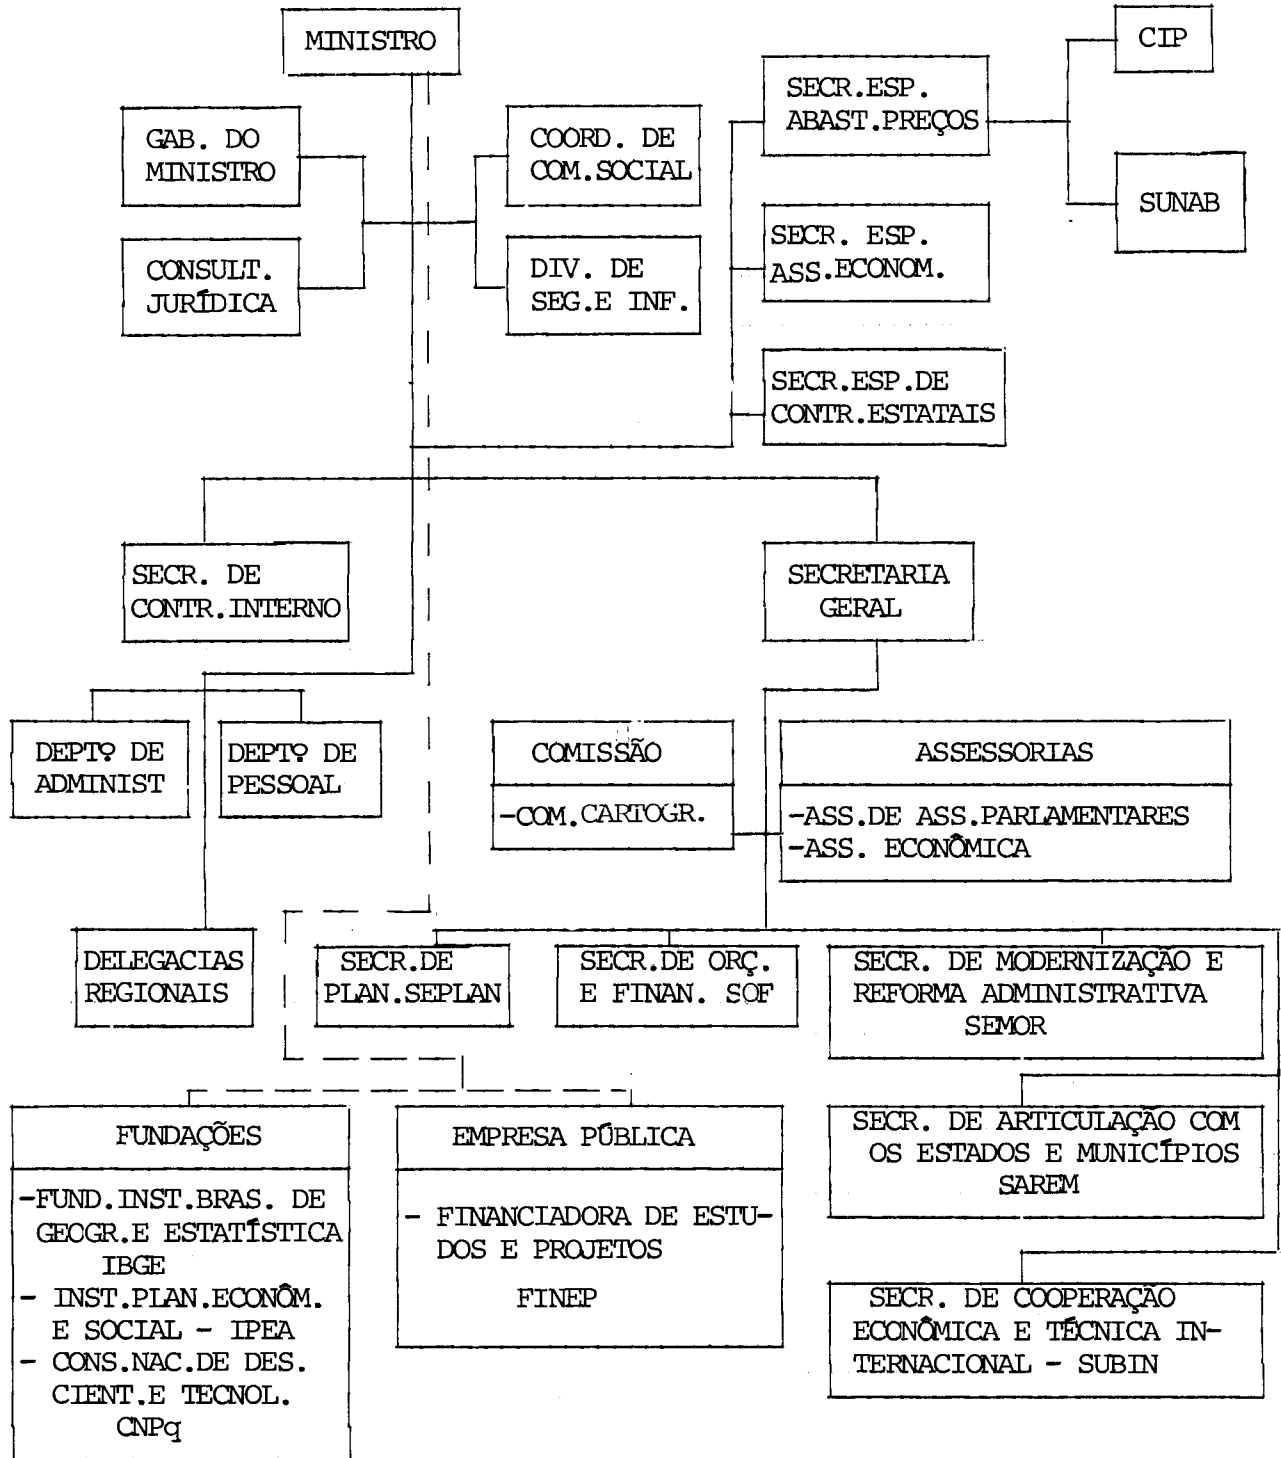 MINISTRO
CIP
SECR.ESP.
ABAST.PREÇOS
GAB. DO
MINISTRO
COORD. DE
COM.SOCIAL
SUNAB
SECR. ESP.
ASS.ECONOM.
CONSULT.
JURÍDICA
DIV. DE
SEG.E INF.
SECR.ESP.DE
CONTR.ESTATAIS
SECR. DE
CONTR.INTERNO
SECRETARIA
GERAL
DEPTº DE
ADMINIST
DEPTº DE
PESSOAL
COMISSÃO
-COM.CARTOGR.
ASSESSORIAS
-ASS.DE ASS.PARLAMENTARES
-ASS. ECONÔMICA
DELEGACIAS
REGIONAIS
SECR.DE
PLAN.SEPLAN
SECR.DE ORÇ.
E FINAN. SOF
SECR. DE MODERNIZAÇÃO E
REFORMA ADMINISTRATIVA
SEMOR
FUNDAÇÕES
-FUND.INST.BRAS. DE
GEOGR.E ESTATÍSTICA
IBGE
- INST.PLAN.ECONÔM.
E SOCIAL - IPEA
- CONS.NAC.DE DES.
CIENT.E TECNOL.
CNPq
EMPRESA PÚBLICA
- FINANCIADORA DE ESTU-
DOS E PROJETOS
FINEP
SECR. DE ARTICULAÇÃO COM
OS ESTADOS E MUNICÍPIOS
SAREM
SECR. DE COOPERAÇÃO
ECONÔMICA E TÉCNICA IN-
TERNACIONAL - SUBIN